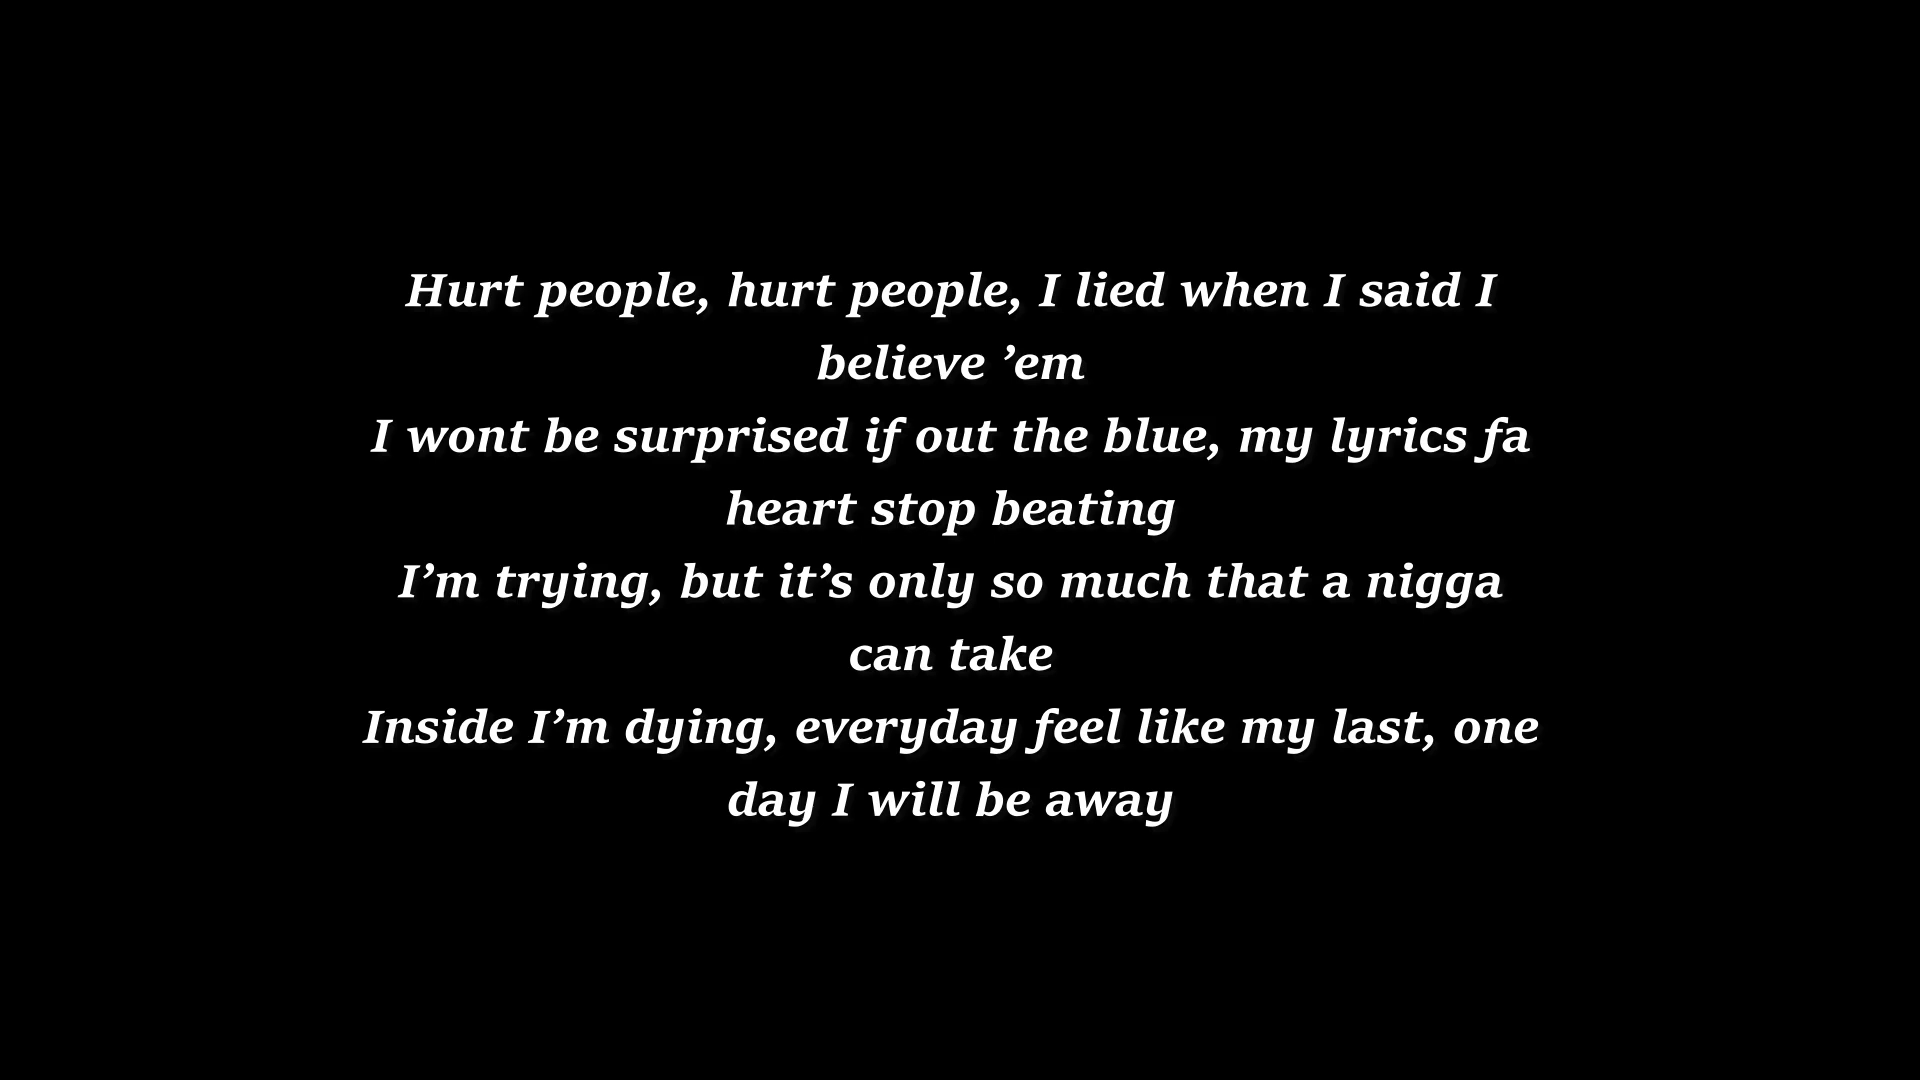 Hurt people, hurt people, I lied when I said I
believe ’em
I wont be surprised if out the blue, my lyrics fa
heart stop beating
I’m trying, but it’s only so much that a nigga
can take
Inside I’m dying, everyday feel like my last, one
day I will be away